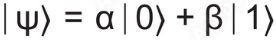 |ψ⟩ = α|0⟩ + β|1⟩